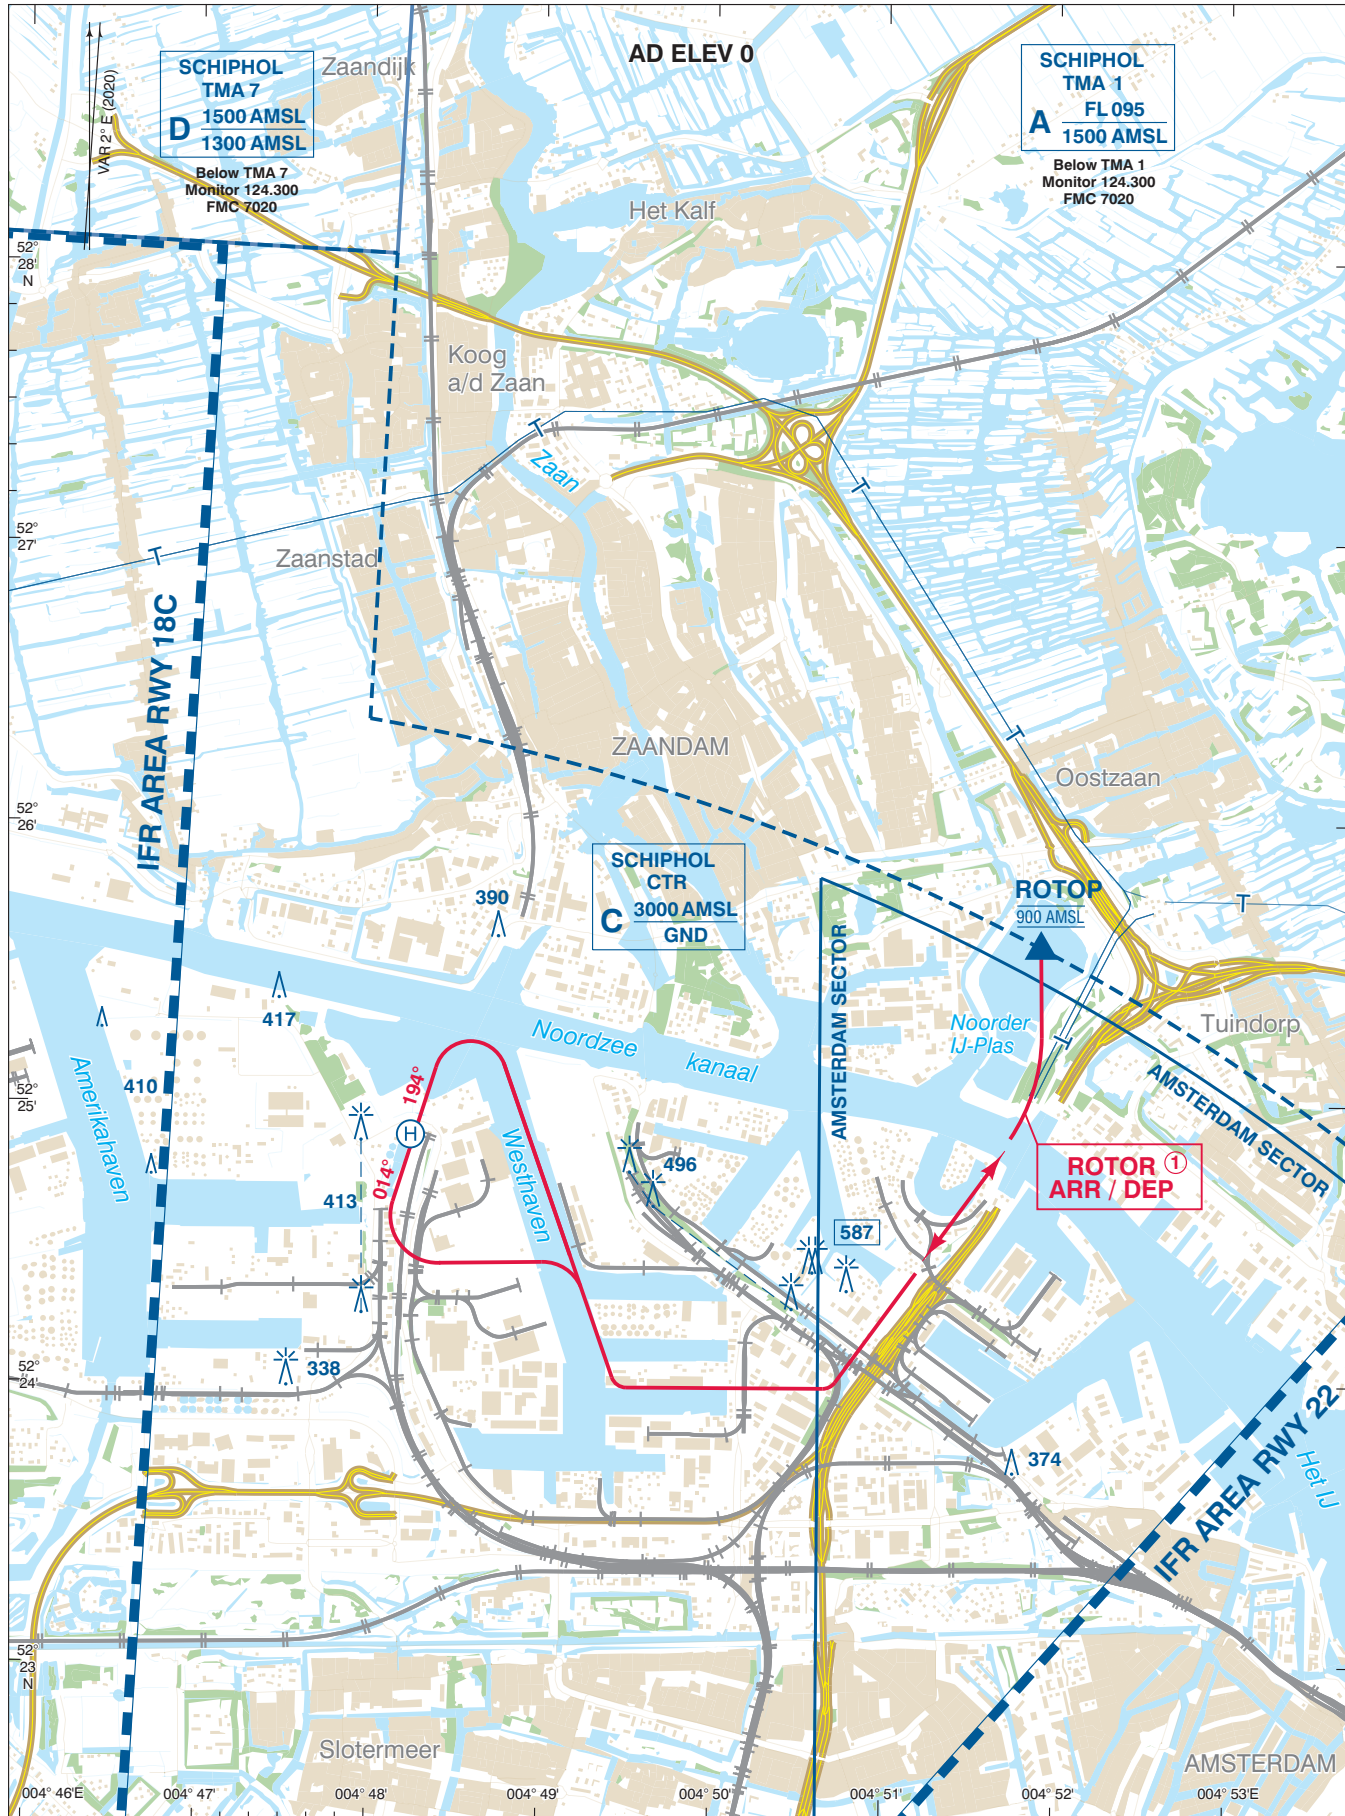 AD ELEV 0
VAR 2° E (2020)
SCHIPHOL
TMA 7
D
1500 AMSL
1300 AMSL
Below TMA 7
Monitor 124.300
FMC 7020
Zaandijk
SCHIPHOL
TMA 1
A
FL 095
1500 AMSL
Below TMA 1
Monitor 124.300
FMC 7020
Het Kalf
52°
28'
N
Koog
a/d Zaan
Zaan
52°
27'
Zaanstad
IFR AREA RWY 18C
ZAANDAM
Oostzaan
52°
26'
SCHIPHOL
CTR
C
3000 AMSL
GND
390
ROTOP
900 AMSL
AMSTERDAM SECTOR
417
Noordzee
kanaal
Noorder
IJ-Plas
Tuindorp
Amerikahaven
410
52°
25'
194°
H
014°
Westhaven
496
AMSTERDAM SECTOR
ROTOR 1
ARR / DEP
413
587
338
52°
24'
374
IFR AREA RWY 22
Het IJ
52°
23
N
Slotermeer
AMSTERDAM
004° 46'E
004° 47'
004° 48'
004° 49'
004° 50'
004° 51'
004° 52'
004° 53'E